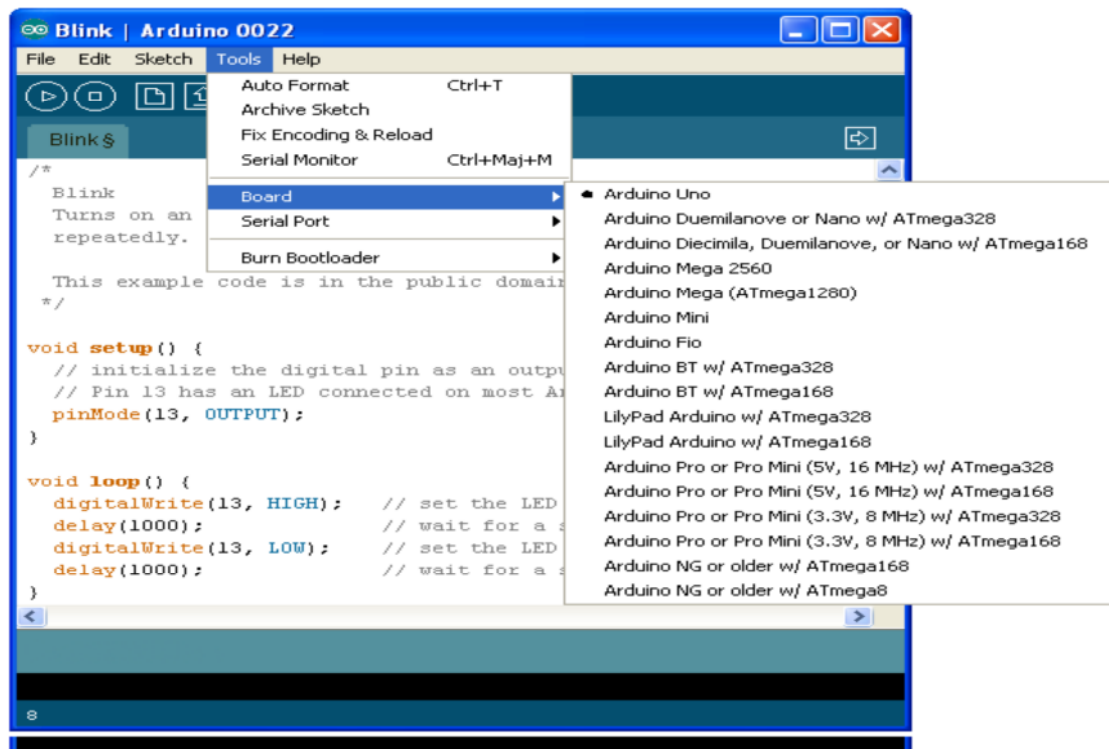 Blink | Arduino 0022
File Edit Sketch Tools Help
Auto Format Ctrl+T
Archive Sketch
Fix Encoding & Reload
Serial Monitor Ctrl+Maj+M
Board
Serial Port
Burn Bootloader
Arduino Uno
Arduino Duemilanove or Nano w/ ATmega328
Arduino Diecimila, Duemilanove, or Nano w/ ATmega168
Arduino Mega 2560
Arduino Mega (ATmega1280)
Arduino Mini
Arduino Fio
Arduino BT w/ ATmega328
Arduino BT w/ ATmega168
LilyPad Arduino w/ ATmega328
LilyPad Arduino w/ ATmega168
Arduino Pro or Pro Mini (5V, 16 MHz) w/ ATmega328
Arduino Pro or Pro Mini (5V, 16 MHz) w/ ATmega168
Arduino Pro or Pro Mini (3.3V, 8 MHz) w/ ATmega328
Arduino Pro or Pro Mini (3.3V, 8 MHz) w/ ATmega168
Arduino NG or older w/ ATmega168
Arduino NG or older w/ ATmega8
Blink §
/*
Blink
Turns on an
repeatedly.
This example code is in the public domain
*/
void setup() {
// initialize the digital pin as an outpu
// Pin 13 has an LED connected on most A
pinMode(13, OUTPUT);
}
void loop() {
digitalWrite(13, HIGH); // set the LED
delay(1000); // wait for a s
digitalWrite(13, LOW); // set the LED
delay(1000); // wait for a s
}
8